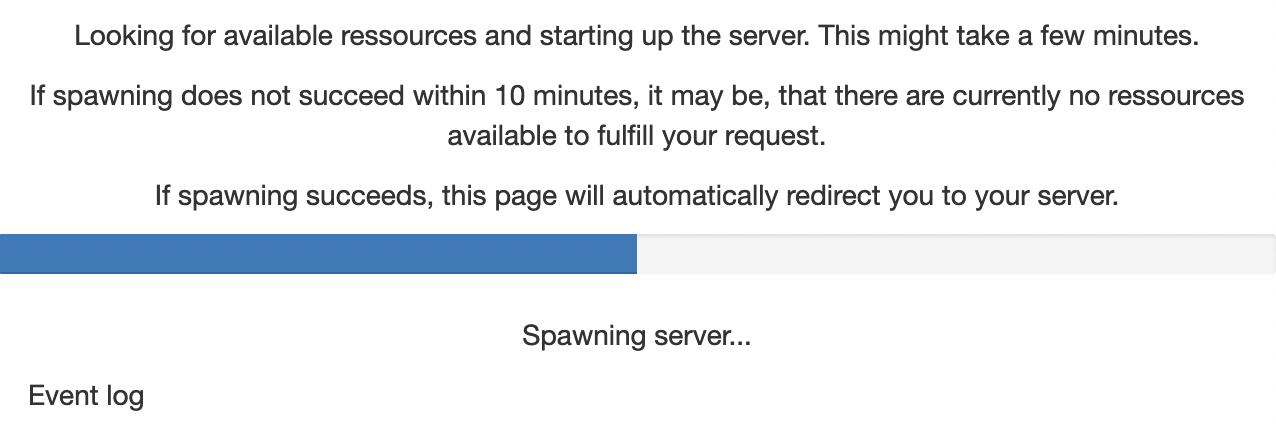 Looking for available ressources and starting up the server. This might take a few minutes.
If spawning does not succeed within 10 minutes, it may be, that there are currently no ressources
available to fulfill your request.
If spawning succeeds, this page will automatically redirect you to your server.
Spawning server...
Event log